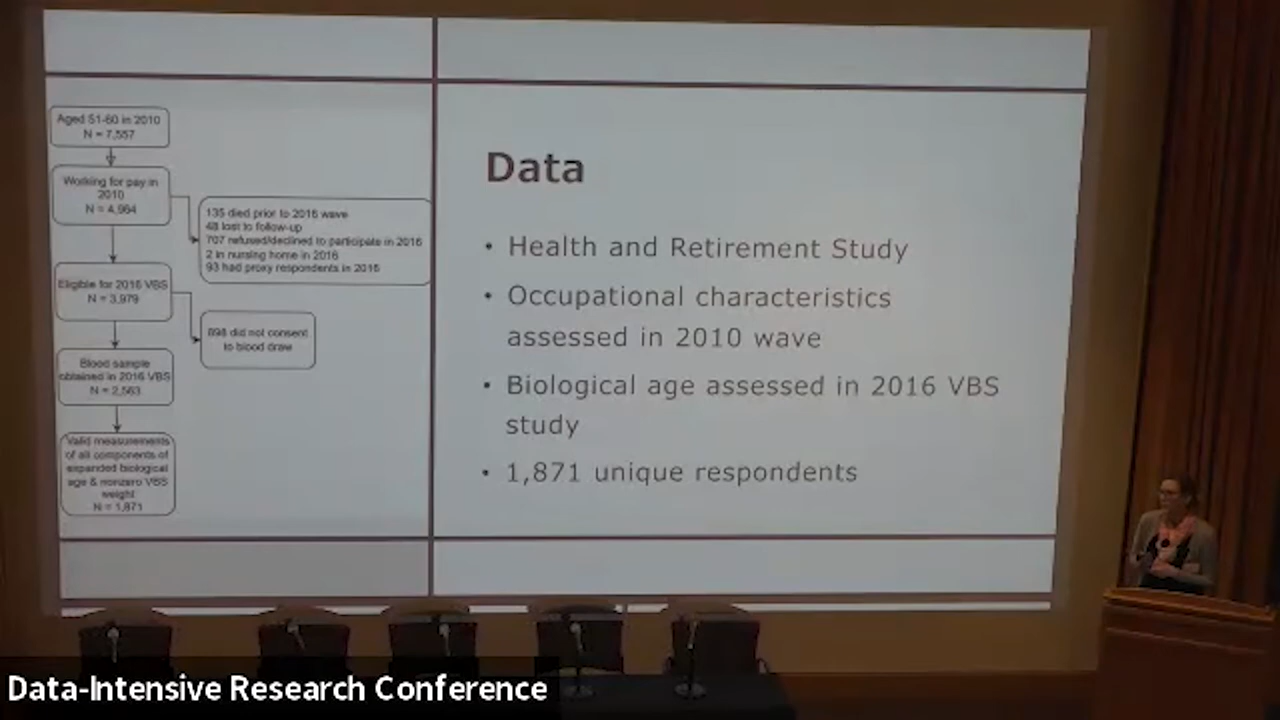 Aged 51-60 in 2010
N = 7,557
Working for pay in
2010
N = 4,964
135 died prior to 2016 wave
48 lost to follow-up
707 refused/declined to participate in 2016
2 in nursing home in 2016
93 had proxy respondents in 2016
Eligible for 2016 VBS
N = 3,979
898 did not consent
to blood draw
Blood sample
obtained in 2016 VBS
N = 2,563
Valid measurements
of all components of
expanded biological
age & nonzero VBS
weight
N = 1,871
Data
• Health and Retirement Study
• Occupational characteristics
assessed in 2010 wave
• Biological age assessed in 2016 VBS
study
• 1,871 unique respondents
Data-Intensive Research Conference